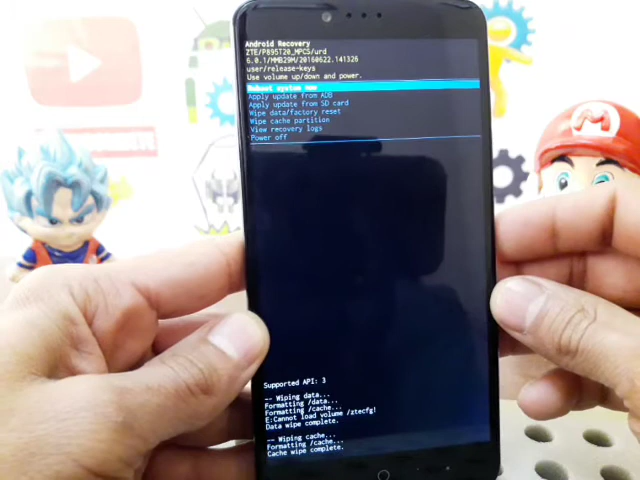 Android Recovery
ZTE/P895T20_MPCS/urd
6.0.1/MMB29M/20160622.141326
user/release-keys
Use volume up/down and power.
Reboot system now
Apply update from ADB
Apply update from SD card
Wipe data/factory reset
Wipe cache partition
View recovery logs
Power off
Supported API: 3
-- Wiping data...
Formatting /data...
Formatting /cache...
E:Cannot load volume /ztecfg!
Data wipe complete.
-- Wiping cache...
Formatting /cache...
Cache wipe complete.
M